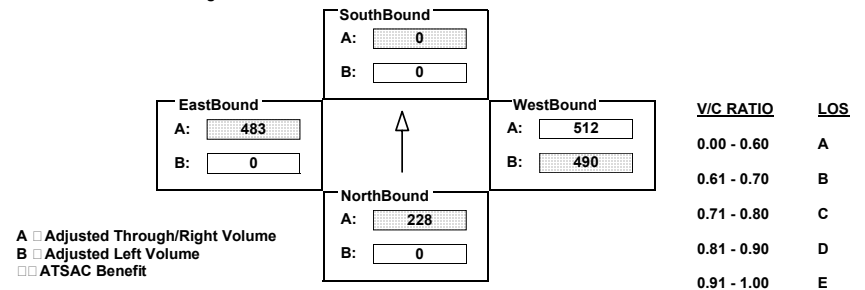 SouthBound
A: 0
B: 0
EastBound
A: 483
B: 0
WestBound
A: 512
B: 490
NorthBound
A: 228
B: 0
V/C RATIO LOS
0.00 - 0.60 A
0.61 - 0.70 B
0.71 - 0.80 C
0.81 - 0.90 D
0.91 - 1.00 E
A □ Adjusted Through/Right Volume
B □ Adjusted Left Volume
□□ ATSAC Benefit